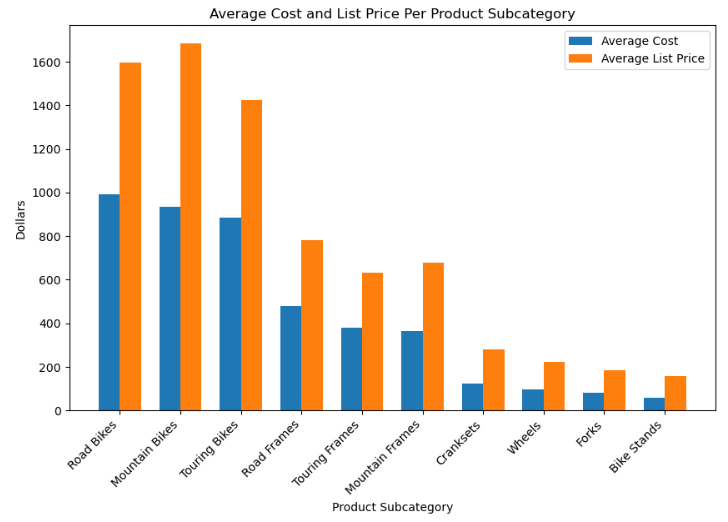 Average Cost and List Price Per Product Subcategory
Average Cost
Average List Price
Dollars
1600
1400
1200
1000
800
600
400
200
0
Road Bikes
Mountain Bikes
Touring Bikes
Road Frames
Touring Frames
Mountain Frames
Cranksets
Wheels
Forks
Bike Stands
Product Subcategory